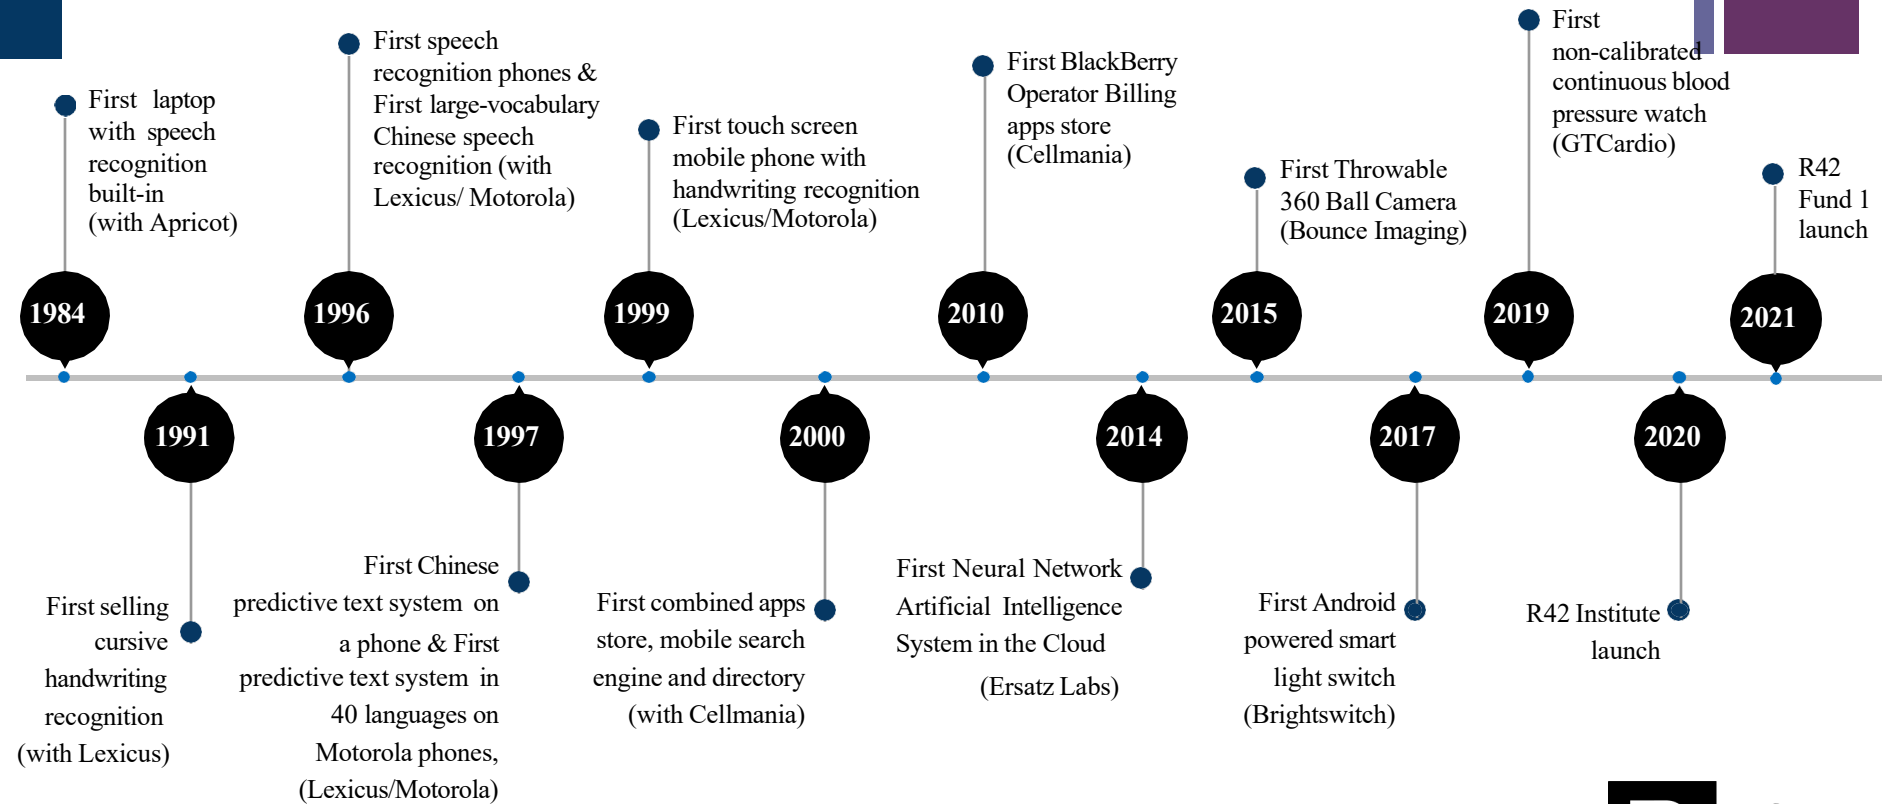 First laptop
with speech
recognition
built-in
(with Apricot)
First speech
recognition phones &
First large-vocabulary
Chinese speech
recognition (with
Lexicus/ Motorola)
First touch screen
mobile phone with
handwriting recognition
(Lexicus/Motorola)
First BlackBerry
Operator Billing
apps store
(Cellmania)
First Throwable
360 Ball Camera
(Bounce Imaging)
First
non-calibrated
continuous blood
pressure watch
(GTCardio)
R42
Fund 1
launch
1984
1996
1999
2010
2015
2019
2021
1991
1997
2000
2014
2017
2020
First selling
cursive
handwriting
recognition
(with Lexicus)
First Chinese
predictive text system on
a phone & First
predictive text system in
40 languages on
Motorola phones,
(Lexicus/Motorola)
First combined apps
store, mobile search
engine and directory
(with Cellmania)
First Neural Network
Artificial Intelligence
System in the Cloud
(Ersatz Labs)
First Android
powered smart
light switch
(Brightswitch)
R42 Institute
launch